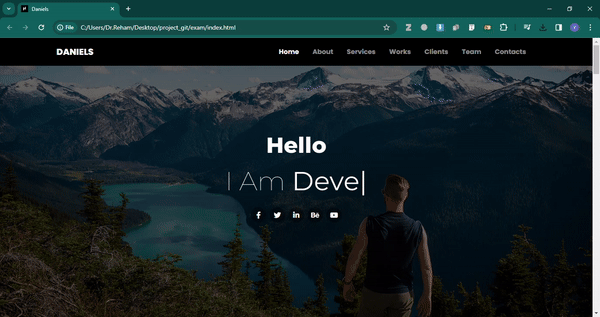 Daniels
File C:/Users/Dr.Reham/Desktop/project_git/exam/index.html
DANIELS
Home About Services Works Clients Team Contacts
Hello
I Am Deve|